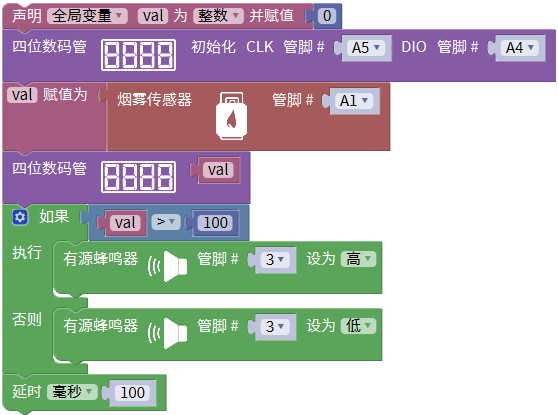 声明 全局变量 val 为 整数 并赋值 0
四位数码管 初始化 CLK 管脚 # A5 DIO 管脚 # A4
val 赋值为 烟雾传感器 管脚 # A1
四位数码管 val
如果 val > 100
执行 有源蜂鸣器 管脚 # 3 设为 高
否则 有源蜂鸣器 管脚 # 3 设为 低
延时 毫秒 100